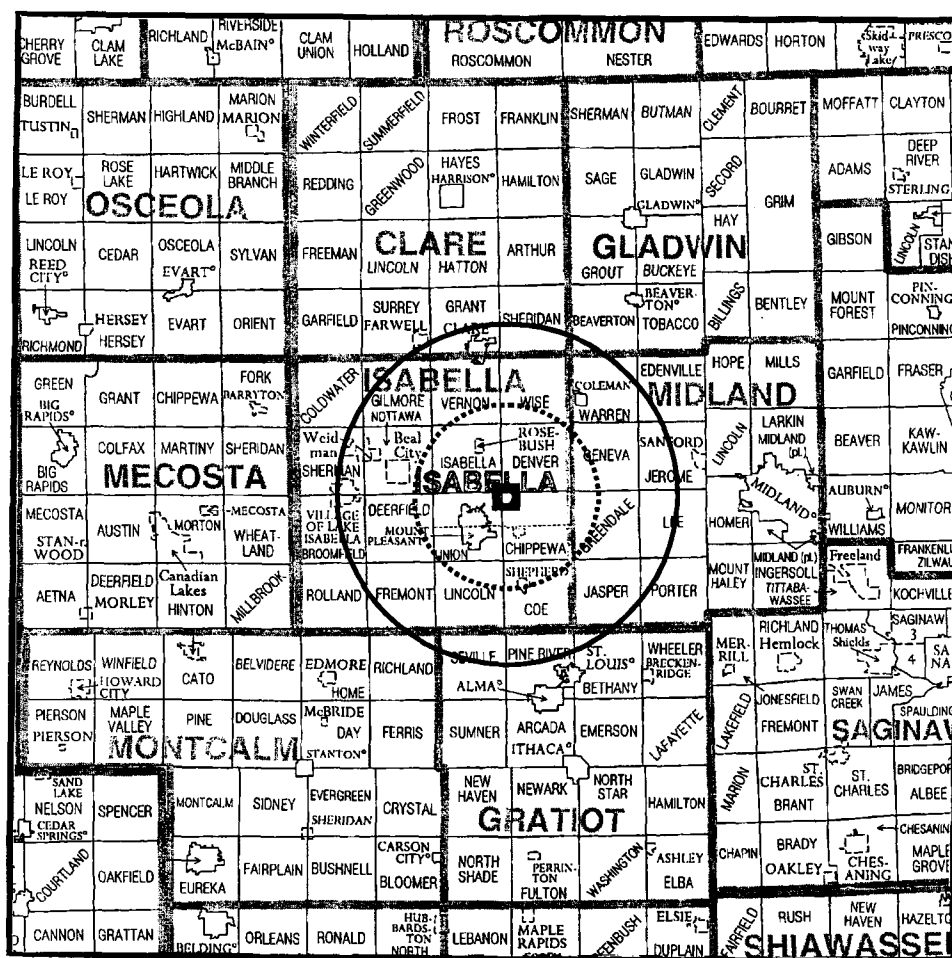 ROSCOMMON
CHERRY GROVE
CLAM LAKE
RICHLAND
RIVERSIDE
McBAIN°
CLAM UNION
HOLLAND
ROSCOMMON
NESTER
EDWARDS
HORTON
Skidway Lake
BURDELL
TUSTIN
SHERMAN
HIGHLAND
MARION
MARION
WINTERFIELD
SUMMERFIELD
FROST
FRANKLIN
SHERMAN
BUTMAN
CLEMENT
BOURRET
MOFFATT
CLAYTON
LE ROY
LE ROY
ROSE LAKE
HARTWICK
MIDDLE BRANCH
REDDING
GREENWOOD
HAYES
HARRISON°
HAMILTON
SAGE
GLADWIN
GLADWIN°
SECORD
GRIM
ADAMS
DEEP RIVER
STERLING
OSCEOLA
LINCOLN
REED CITY°
CEDAR
OSCEOLA
EVART°
SYLVAN
FREEMAN
CLARE
LINCOLN
HATTON
ARTHUR
GLADWIN
GROUT
BUCKEYE
HAY
GIBSON
LINCOLN
RICHMOND
HERSEY
HERSEY
EVART
ORIENT
GARFIELD
SURREY
FARWELL
GRANT
CLARE
SHERIDAN
BEAVERTON
BEAVERTON°
TOBACCO
BILLINGS
BENTLEY
MOUNT FOREST
PINCONNING
PINCONNING
GREEN
BIG RAPIDS°
GRANT
CHIPPEWA
FORK
BARRYTON
COLDWATER
ISABELLA
GILMORE
NOTTAWA
VERNON
WISE
COLEMAN
WARREN
EDENVILLE
MIDLAND
HOPE
MILLS
GARFIELD
FRASER
BIG RAPIDS
COLFAX
MARTINY
SHERIDAN
MECOSTA
Weidman
SHERMAN
Beal City
ISABELLA
ROSEBUSH
DENVER
ISABELLA
GENEVA
SANFORD
JEROME
LINCOLN
LARKIN
MIDLAND (pl.)
MIDLAND°
BEAVER
KAWKAWLIN
MECOSTA
STANWOOD
AUSTIN
MORTON
MECOSTA
WHEATLAND
VILLAGE OF LAKE ISABELLA
BROOMFIELD
DEERFIELD
MOUNT PLEASANT
UNION
CHIPPEWA
GREENDALE
LEE
HOMER
AUBURN°
WILLIAMS
MONITOR
AETNA
DEERFIELD
MORLEY
Canadian Lakes
HINTON
MILLBROOK
ROLLAND
FREMONT
LINCOLN
SHEPHERD
COE
JASPER
PORTER
MOUNT HALEY
MIDLAND (pl.)
INGERSOLL
TITTABAWASSEE
Freeland
KOCHVILLE
REYNOLDS
HOWARD CITY
WINFIELD
CATO
BELVIDERE
EDMORE
HOME
RICHLAND
SEVILLE
PINE RIVER
ALMA°
ST. LOUIS°
BETHANY
WHEELER
BRECKENRIDGE
MERRILL
RICHLAND
Hemlock
JONESFIELD
THOMAS
Shields
SAGINAW
3
4
PIERSON
PIERSON
MAPLE VALLEY
PINE
DOUGLASS
McBRIDE
DAY
STANTON°
FERRIS
MONTCALM
SUMNER
ARCADA
ITHACA°
EMERSON
LAFAYETTE
LAKEFIELD
FREMONT
SWAN CREEK
JAMES
SPAULDING
SAND LAKE
NELSON
CEDAR SPRINGS°
SPENCER
MONTCALM
SIDNEY
EVERGREEN
SHERIDAN
CRYSTAL
NEW HAVEN
NEWARK
NORTH STAR
GRATIOT
HAMILTON
MARION
ST. CHARLES
BRANT
ST. CHARLES
ALBEE
COURTLAND
OAKFIELD
EUREKA
FAIRPLAIN
BUSHNELL
CARSON CITY°
BLOOMER
NORTH SHADE
PERRINTON
FULTON
WASHINGTON
ASHLEY
ELBA
CHAPIN
BRADY
OAKLEY
CHESANING
MAPLE GROVE
CANNON
GRATTAN
BELDING°
ORLEANS
RONALD
HUBBARDSTON
NORTH
LEBANON
MAPLE RAPIDS
ELSIE
DUPLAIN
FAIRFIELD
RUSH
NEW HAVEN